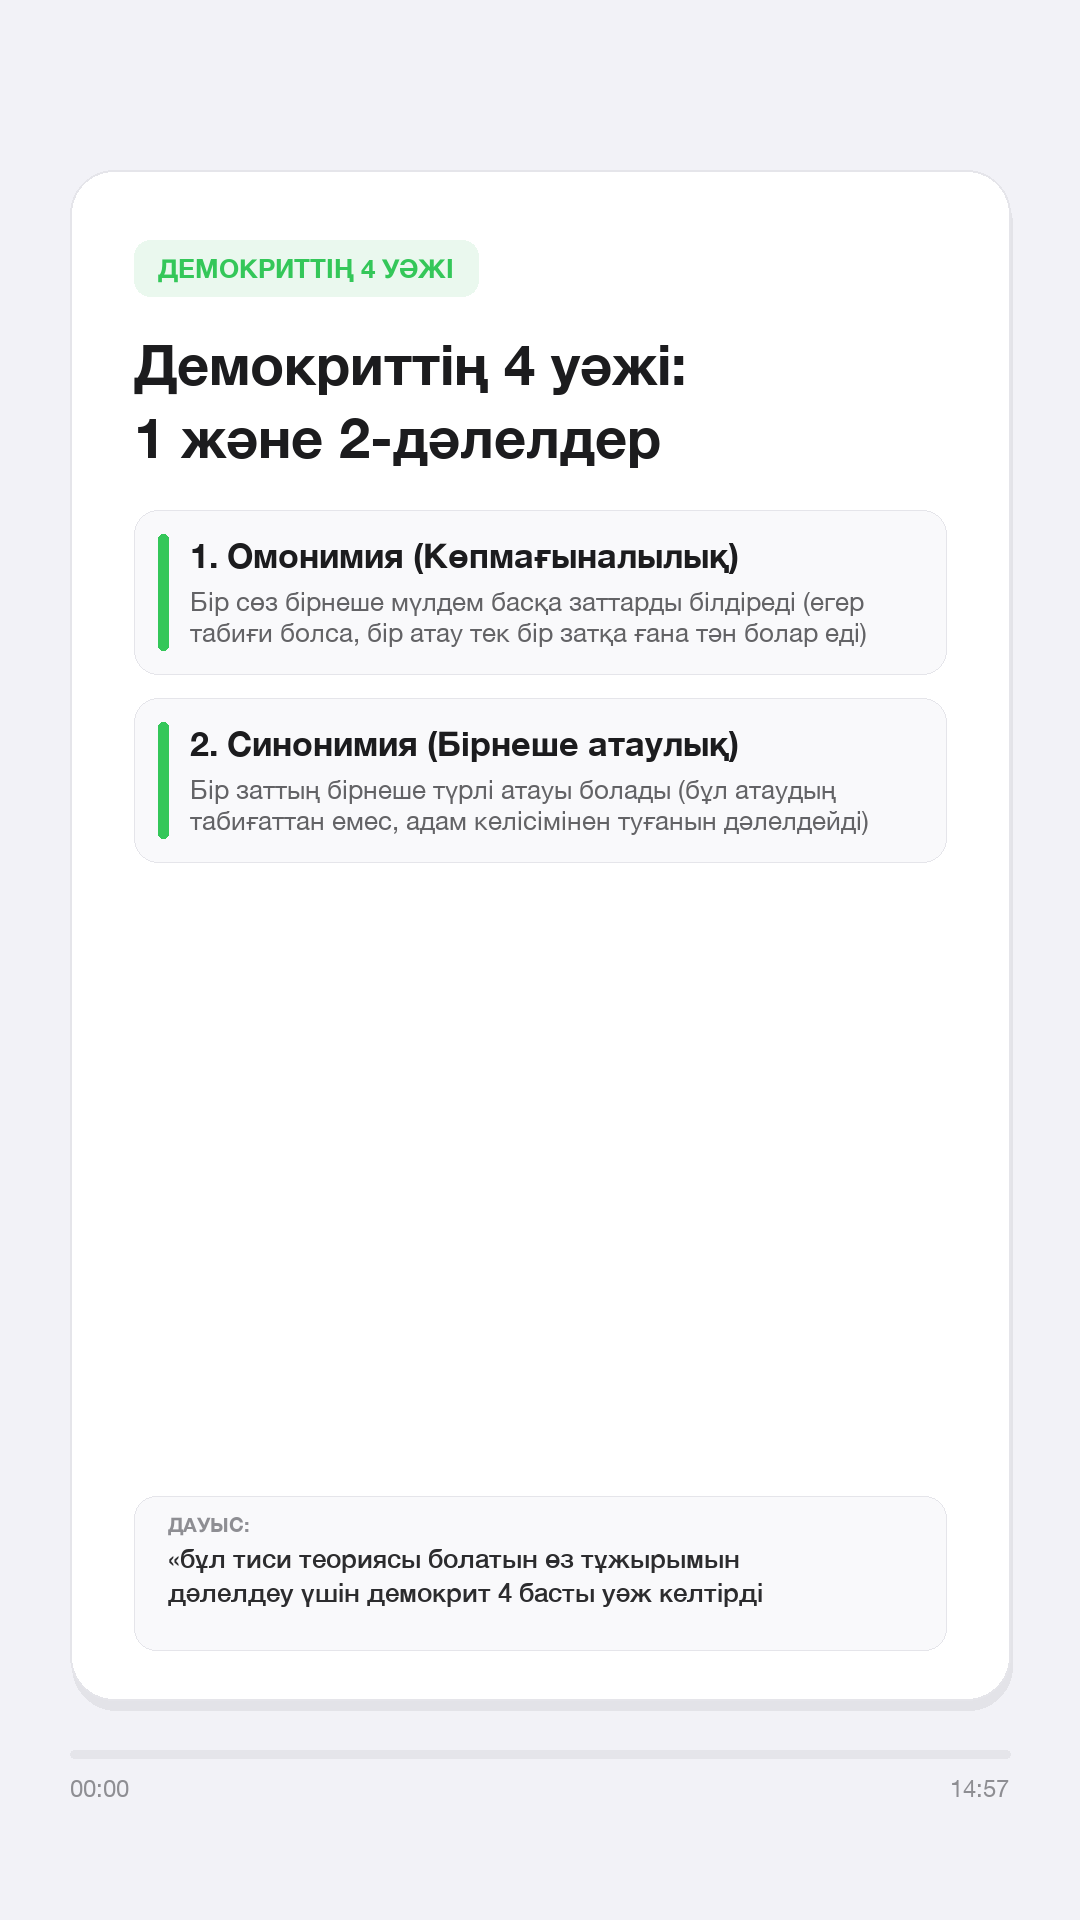 ДЕМОКРИТТІҢ 4 УӘЖІ
Демокриттің 4 уәжі:
1 және 2-дәлелдер
1. Омонимия (Көпмағыналылық)
Бір сөз бірнеше мүлдем басқа заттарды білдіреді (егер
табиғи болса, бір атау тек бір затқа ғана тән болар еді)
2. Синонимия (Бірнеше атаулық)
Бір заттың бірнеше түрлі атауы болады (бұл атаудың
табиғаттан емес, адам келісімінен туғанын дәлелдейді)
ДАУЫС:
«бұл тиси теориясы болатын өз тұжырымын
дәлелдеу үшін демокрит 4 басты уәж келтірді
00:00
14:57